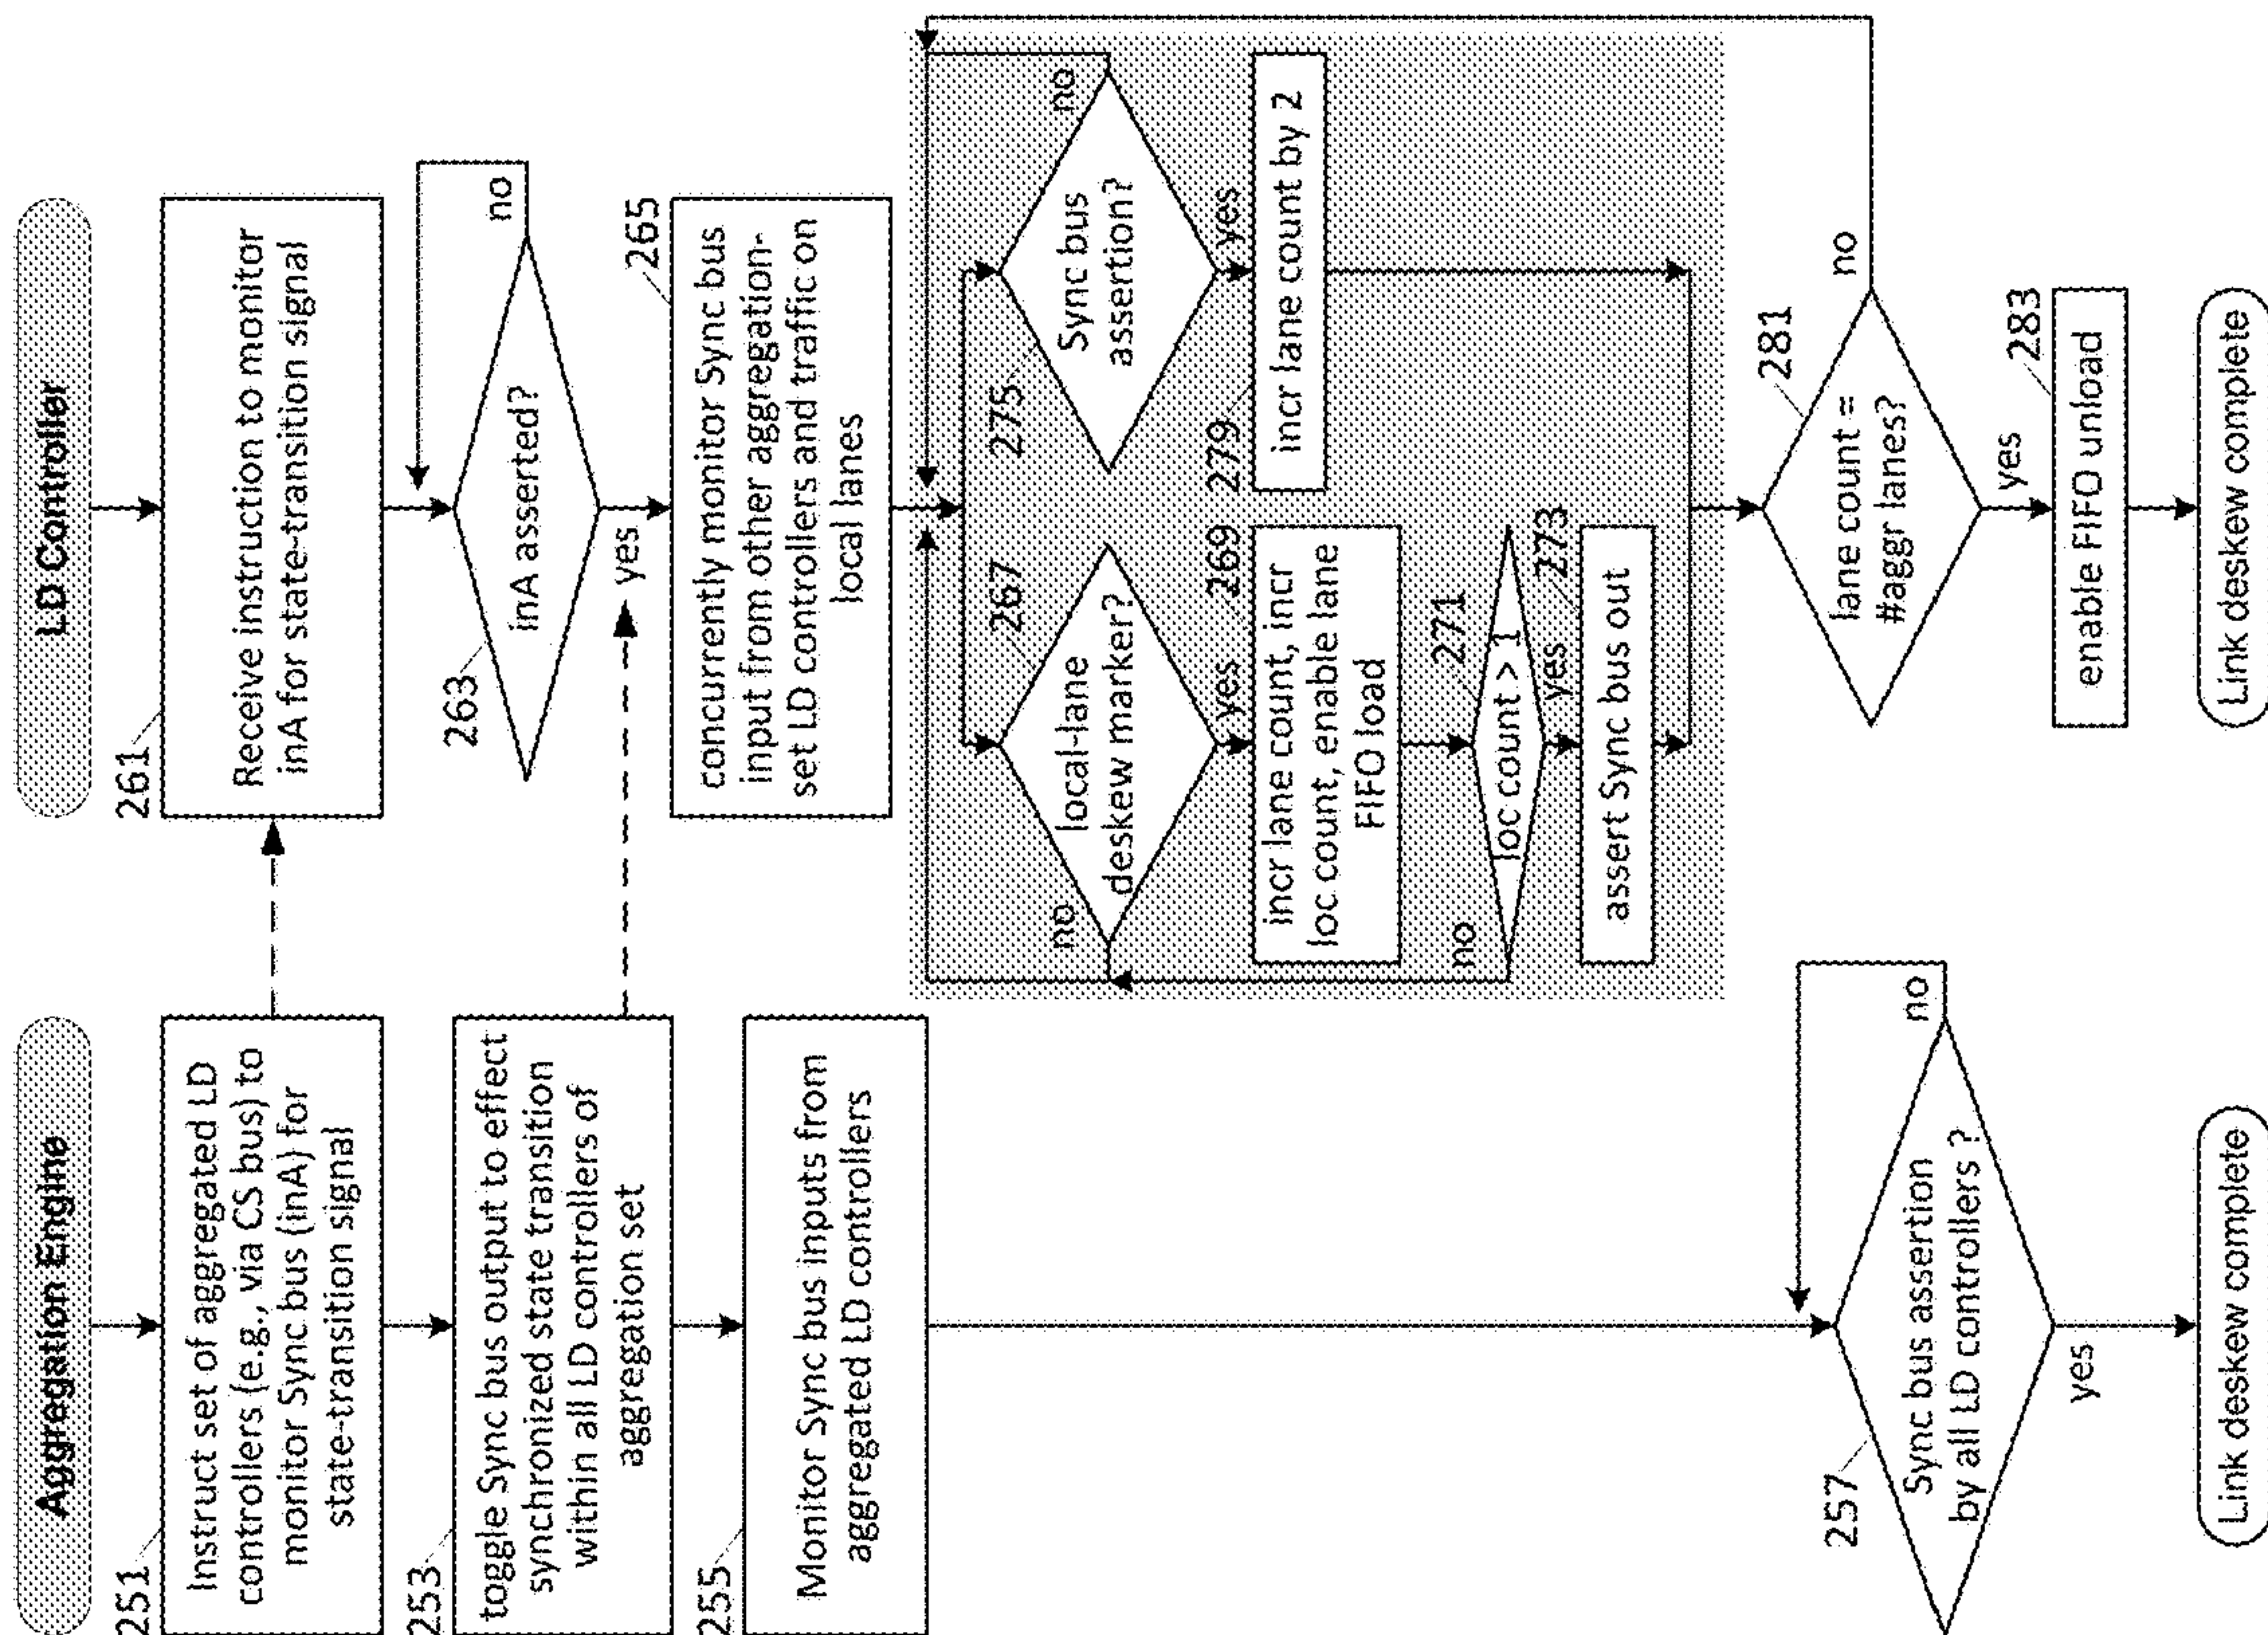 Aggregation Engine
251
Instruct set of aggregated LD
controllers (e.g., via CS bus) to
monitor Sync bus (inA) for
state-transition signal
253
toggle Sync bus output to effect
synchronized state transition
within all LD controllers of
aggregation set
255
Monitor Sync bus inputs from
aggregated LD controllers
257
Sync bus assertion
by all LD controllers ?
no
yes
Link deskew complete
LD Controller
261
Receive instruction to monitor
inA for state-transition signal
263
inA asserted?
no
yes
265
concurrently monitor Sync bus
input from other aggregation-
set LD controllers and traffic on
local lanes
267
local-lane
deskew marker?
no
yes
269
incr lane count, incr
loc count, enable lane
FIFO load
271
loc count > 1
no
yes
273
assert Sync bus out
275
Sync bus
assertion?
no
yes
279
incr lane count by 2
281
lane count =
#aggr lanes?
no
yes
283
enable FIFO unload
Link deskew complete